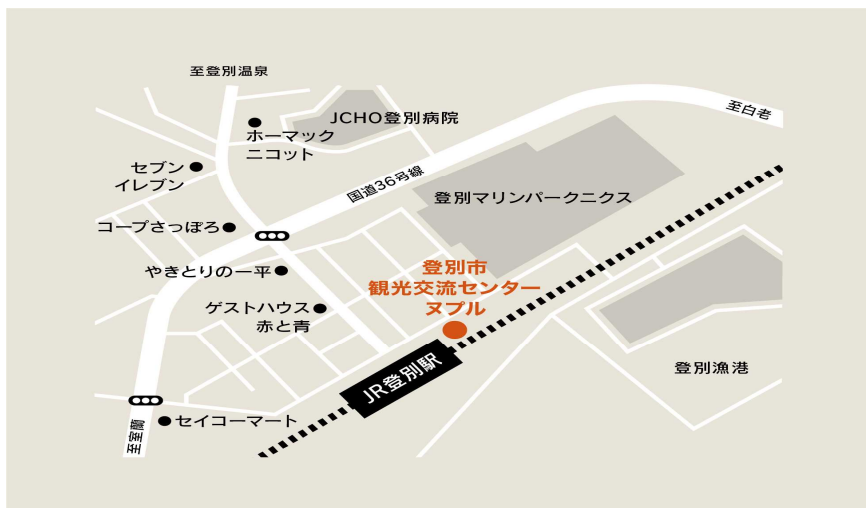 至登別温泉
JCHO登別病院
ホーマック
ニコット
至白老
セブン
イレブン
国道36号線
登別マリンパークニクス
コープさっぽろ
やきとりの一平
登別市
観光交流センター
ヌプル
ゲストハウス
赤と青
JR登別駅
登別漁港
セイコーマート
至室蘭